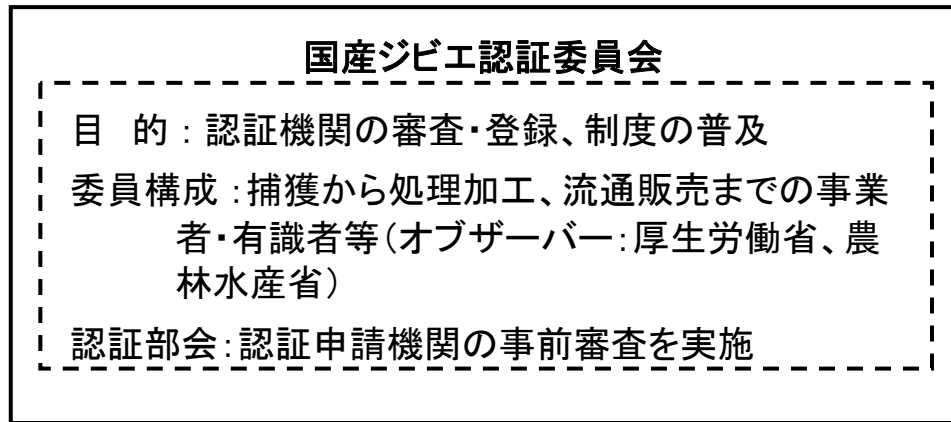 国産ジビエ認証委員会
目　的：認証機関の審査・登録、制度の普及
委員構成：捕獲から処理加工、流通販売までの事業
者・有識者等（オブザーバー：厚生労働省、農
林水産省）
認証部会：認証申請機関の事前審査を実施